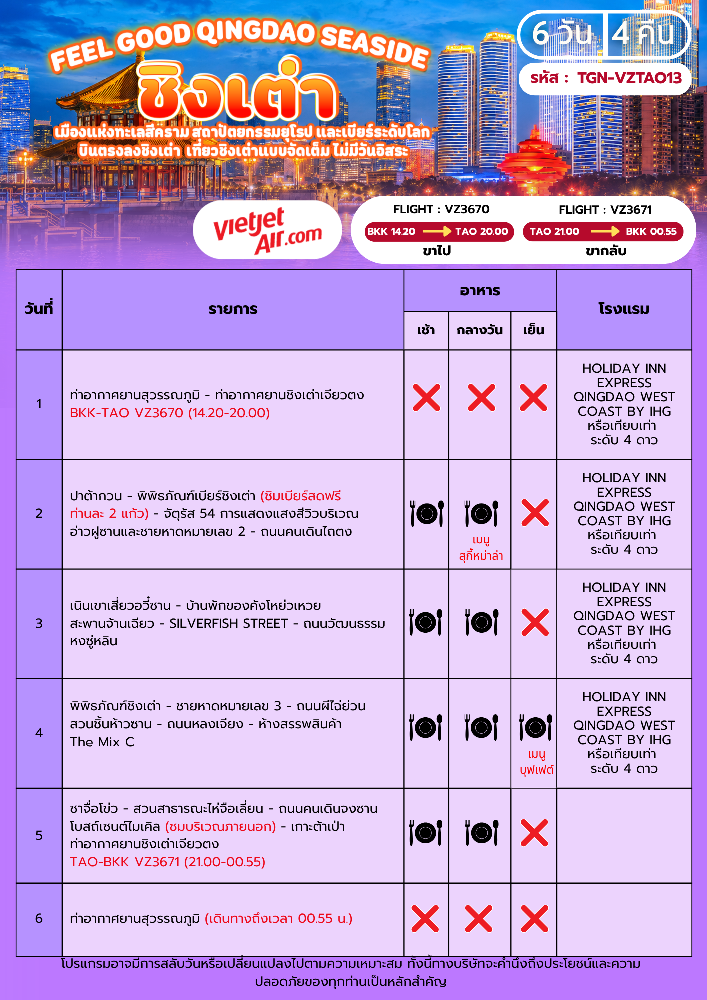 FEEL GOOD QINGDAO SEASIDE
ชิงเต่า
เมืองแห่งทะเลสีคราม สถาปัตยกรรมยุโรป และเบียร์ระดับโลก
บินตรงลงชิงเต่า เที่ยวชิงเต่าแบบจัดเต็ม ไม่มีวันอิสระ
6 วัน 4 คืน
รหัส : TGN-VZTAO13
vietjet
Air.com
FLIGHT : VZ3670
BKK 14.20 TAO 20.00
ขาไป
FLIGHT : VZ3671
TAO 21.00 BKK 00.55
ขากลับ
วันที่
รายการ
อาหาร
เช้า
กลางวัน
เย็น
โรงแรม
1
ท่าอากาศยานสุวรรณภูมิ - ท่าอากาศยานชิงเต่าเจียวตง
BKK-TAO VZ3670 (14.20-20.00)
HOLIDAY INN
EXPRESS
QINGDAO WEST
COAST BY IHG
หรือเทียบเท่า
ระดับ 4 ดาว
2
ปาต้ากวน - พิพิธภัณฑ์เบียร์ชิงเต่า (ชิมเบียร์สดฟรี
ท่านละ 2 แก้ว) - จัตุรัส 54 การแสดงแสงสีวิวบริเวณ
อ่าวฝูซานและชายหาดหมายเลข 2 - ถนนคนเดินไถตง
เมนู
สุกี้หม่าล่า
HOLIDAY INN
EXPRESS
QINGDAO WEST
COAST BY IHG
หรือเทียบเท่า
ระดับ 4 ดาว
3
เนินเขาเสี่ยวอวี๋ซาน - บ้านพักของคังโหย่วเหวย
สะพานจ้านเฉียว - SILVERFISH STREET - ถนนวัฒนธรรม
หงซู่หลิน
HOLIDAY INN
EXPRESS
QINGDAO WEST
COAST BY IHG
หรือเทียบเท่า
ระดับ 4 ดาว
4
พิพิธภัณฑ์ชิงเต่า - ชายหาดหมายเลข 3 - ถนนผีไฉ่ย่วน
สวนชิ้นห้าวซาน - ถนนหลงเจียง - ห้างสรรพสินค้า
The Mix C
เมนู
บุฟเฟต์
HOLIDAY INN
EXPRESS
QINGDAO WEST
COAST BY IHG
หรือเทียบเท่า
ระดับ 4 ดาว
5
ซาจื่อโข่ว - สวนสาธารณะไห่จือเลี่ยน - ถนนคนเดินจงซาน
โบสถ์เซนต์ไมเคิล (ชมบริเวณภายนอก) - เกาะต้าเป่า
ท่าอากาศยานชิงเต่าเจียวตง
TAO-BKK VZ3671 (21.00-00.55)
6
ท่าอากาศยานสุวรรณภูมิ (เดินทางถึงเวลา 00.55 น.)
โปรแกรมอาจมีการสลับวันหรือเปลี่ยนแปลงไปตามความเหมาะสม ทั้งนี้ทางบริษัทจะคำนึงถึงประโยชน์และความ
ปลอดภัยของทุกท่านเป็นหลักสำคัญ